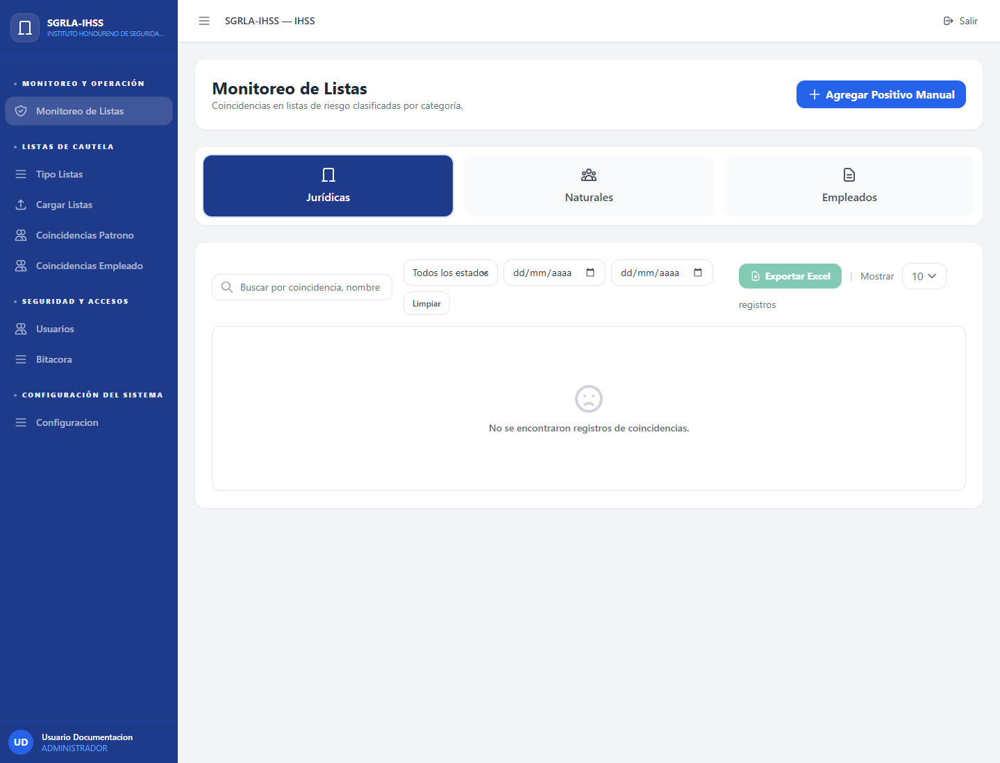 SGRLA-IHSS
INSTITUTO HONDURENO DE SEGURIDA...
MONITOREO Y OPERACIÓN
Monitoreo de Listas
LISTAS DE CAUTELA
Tipo Listas
Cargar Listas
Coincidencias Patrono
Coincidencias Empleado
SEGURIDAD Y ACCESOS
Usuarios
Bitacora
CONFIGURACIÓN DEL SISTEMA
Configuracion
UD
Usuario Documentacion
ADMINISTRADOR
SGRLA-IHSS — IHSS
Salir
Monitoreo de Listas
Coincidencias en listas de riesgo clasificadas por categoría.
Agregar Positivo Manual
Jurídicas
Naturales
Empleados
Buscar por coincidencia, nombre
Todos los estados
dd/mm/aaaa
dd/mm/aaaa
Limpiar
Exportar Excel
| Mostrar
10
registros
No se encontraron registros de coincidencias.